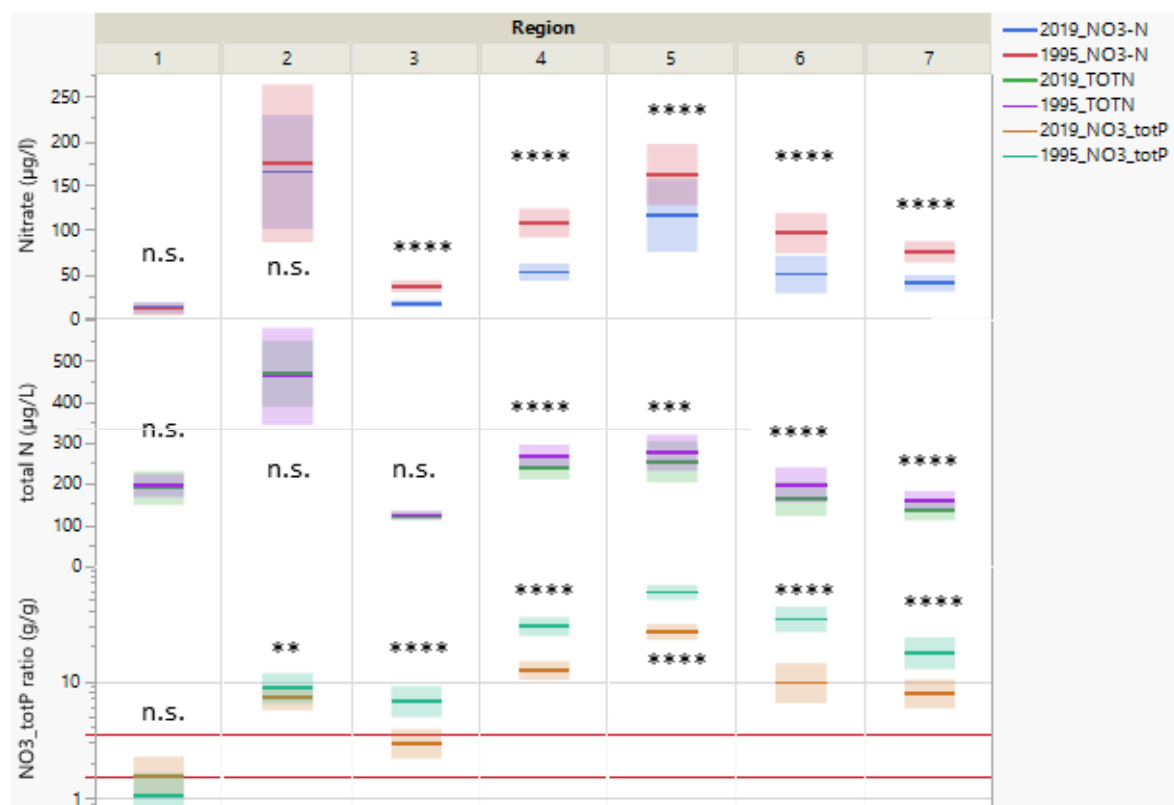 Region
1 2 3 4 5 6 7
2019_NO3-N
1995_NO3-N
2019_TOTN
1995_TOTN
2019_NO3_totP
1995_NO3_totP
Nitrate (µg/l)
250
200
150
100
50
0
n.s.
n.s.
****
****
****
****
****
total N (µg/L)
500
400
300
200
100
0
n.s.
n.s.
n.s.
****
***
****
****
NO3_totP ratio (g/g)
10
1
n.s.
**
****
****
****
****
****